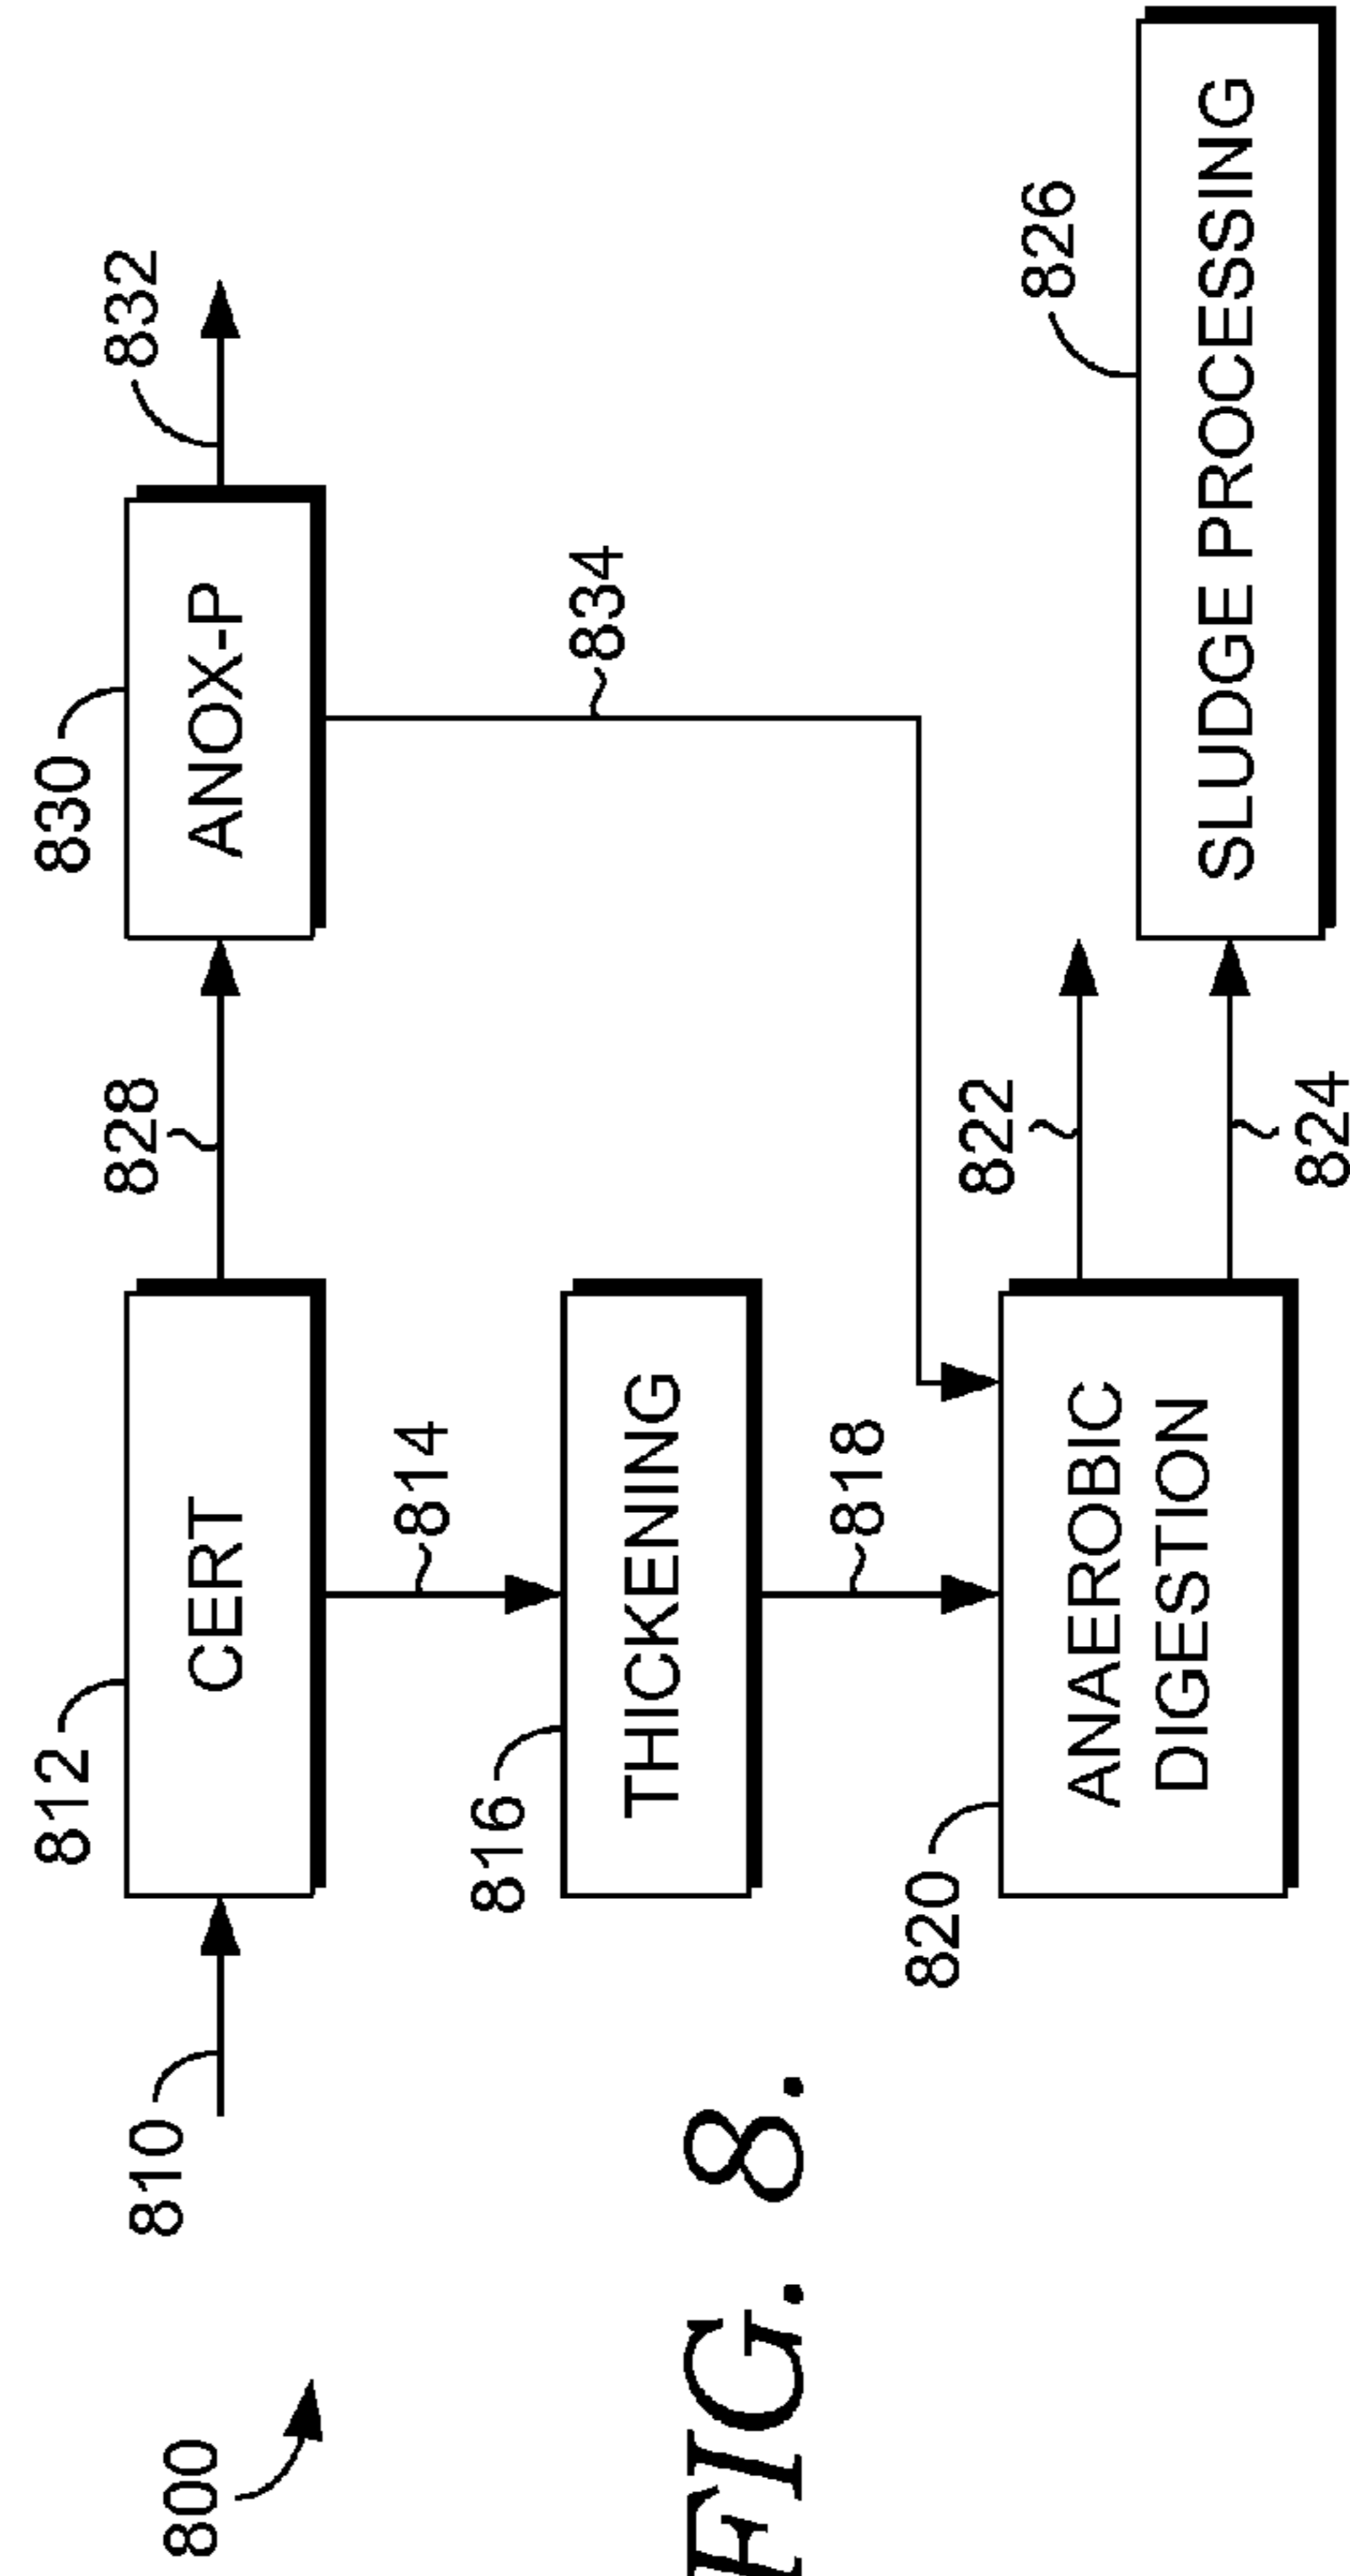 800
810
812
CERT
828
830
ANOX-P
832
814
834
816
THICKENING
818
820
ANAEROBIC
DIGESTION
822
824
826
SLUDGE PROCESSING
FIG. 8.